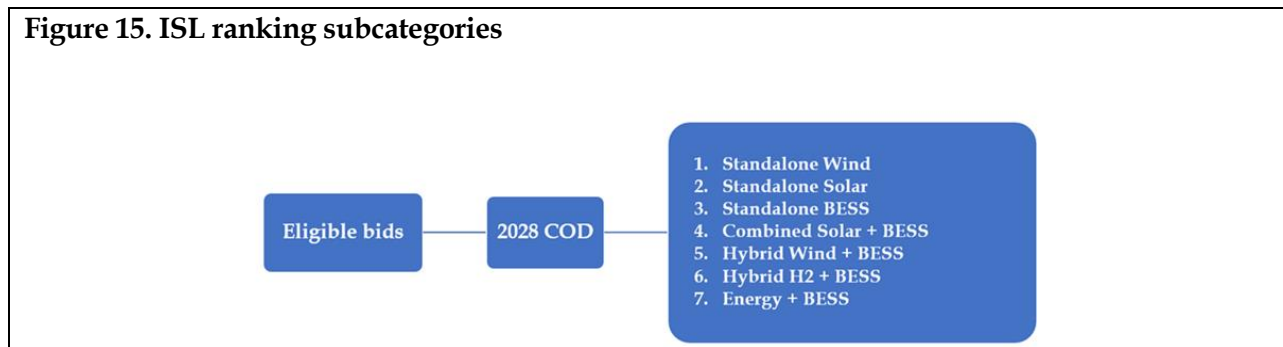 Figure 15. ISL ranking subcategories
Eligible bids
2028 COD
1. Standalone Wind
2. Standalone Solar
3. Standalone BESS
4. Combined Solar + BESS
5. Hybrid Wind + BESS
6. Hybrid H2 + BESS
7. Energy + BESS